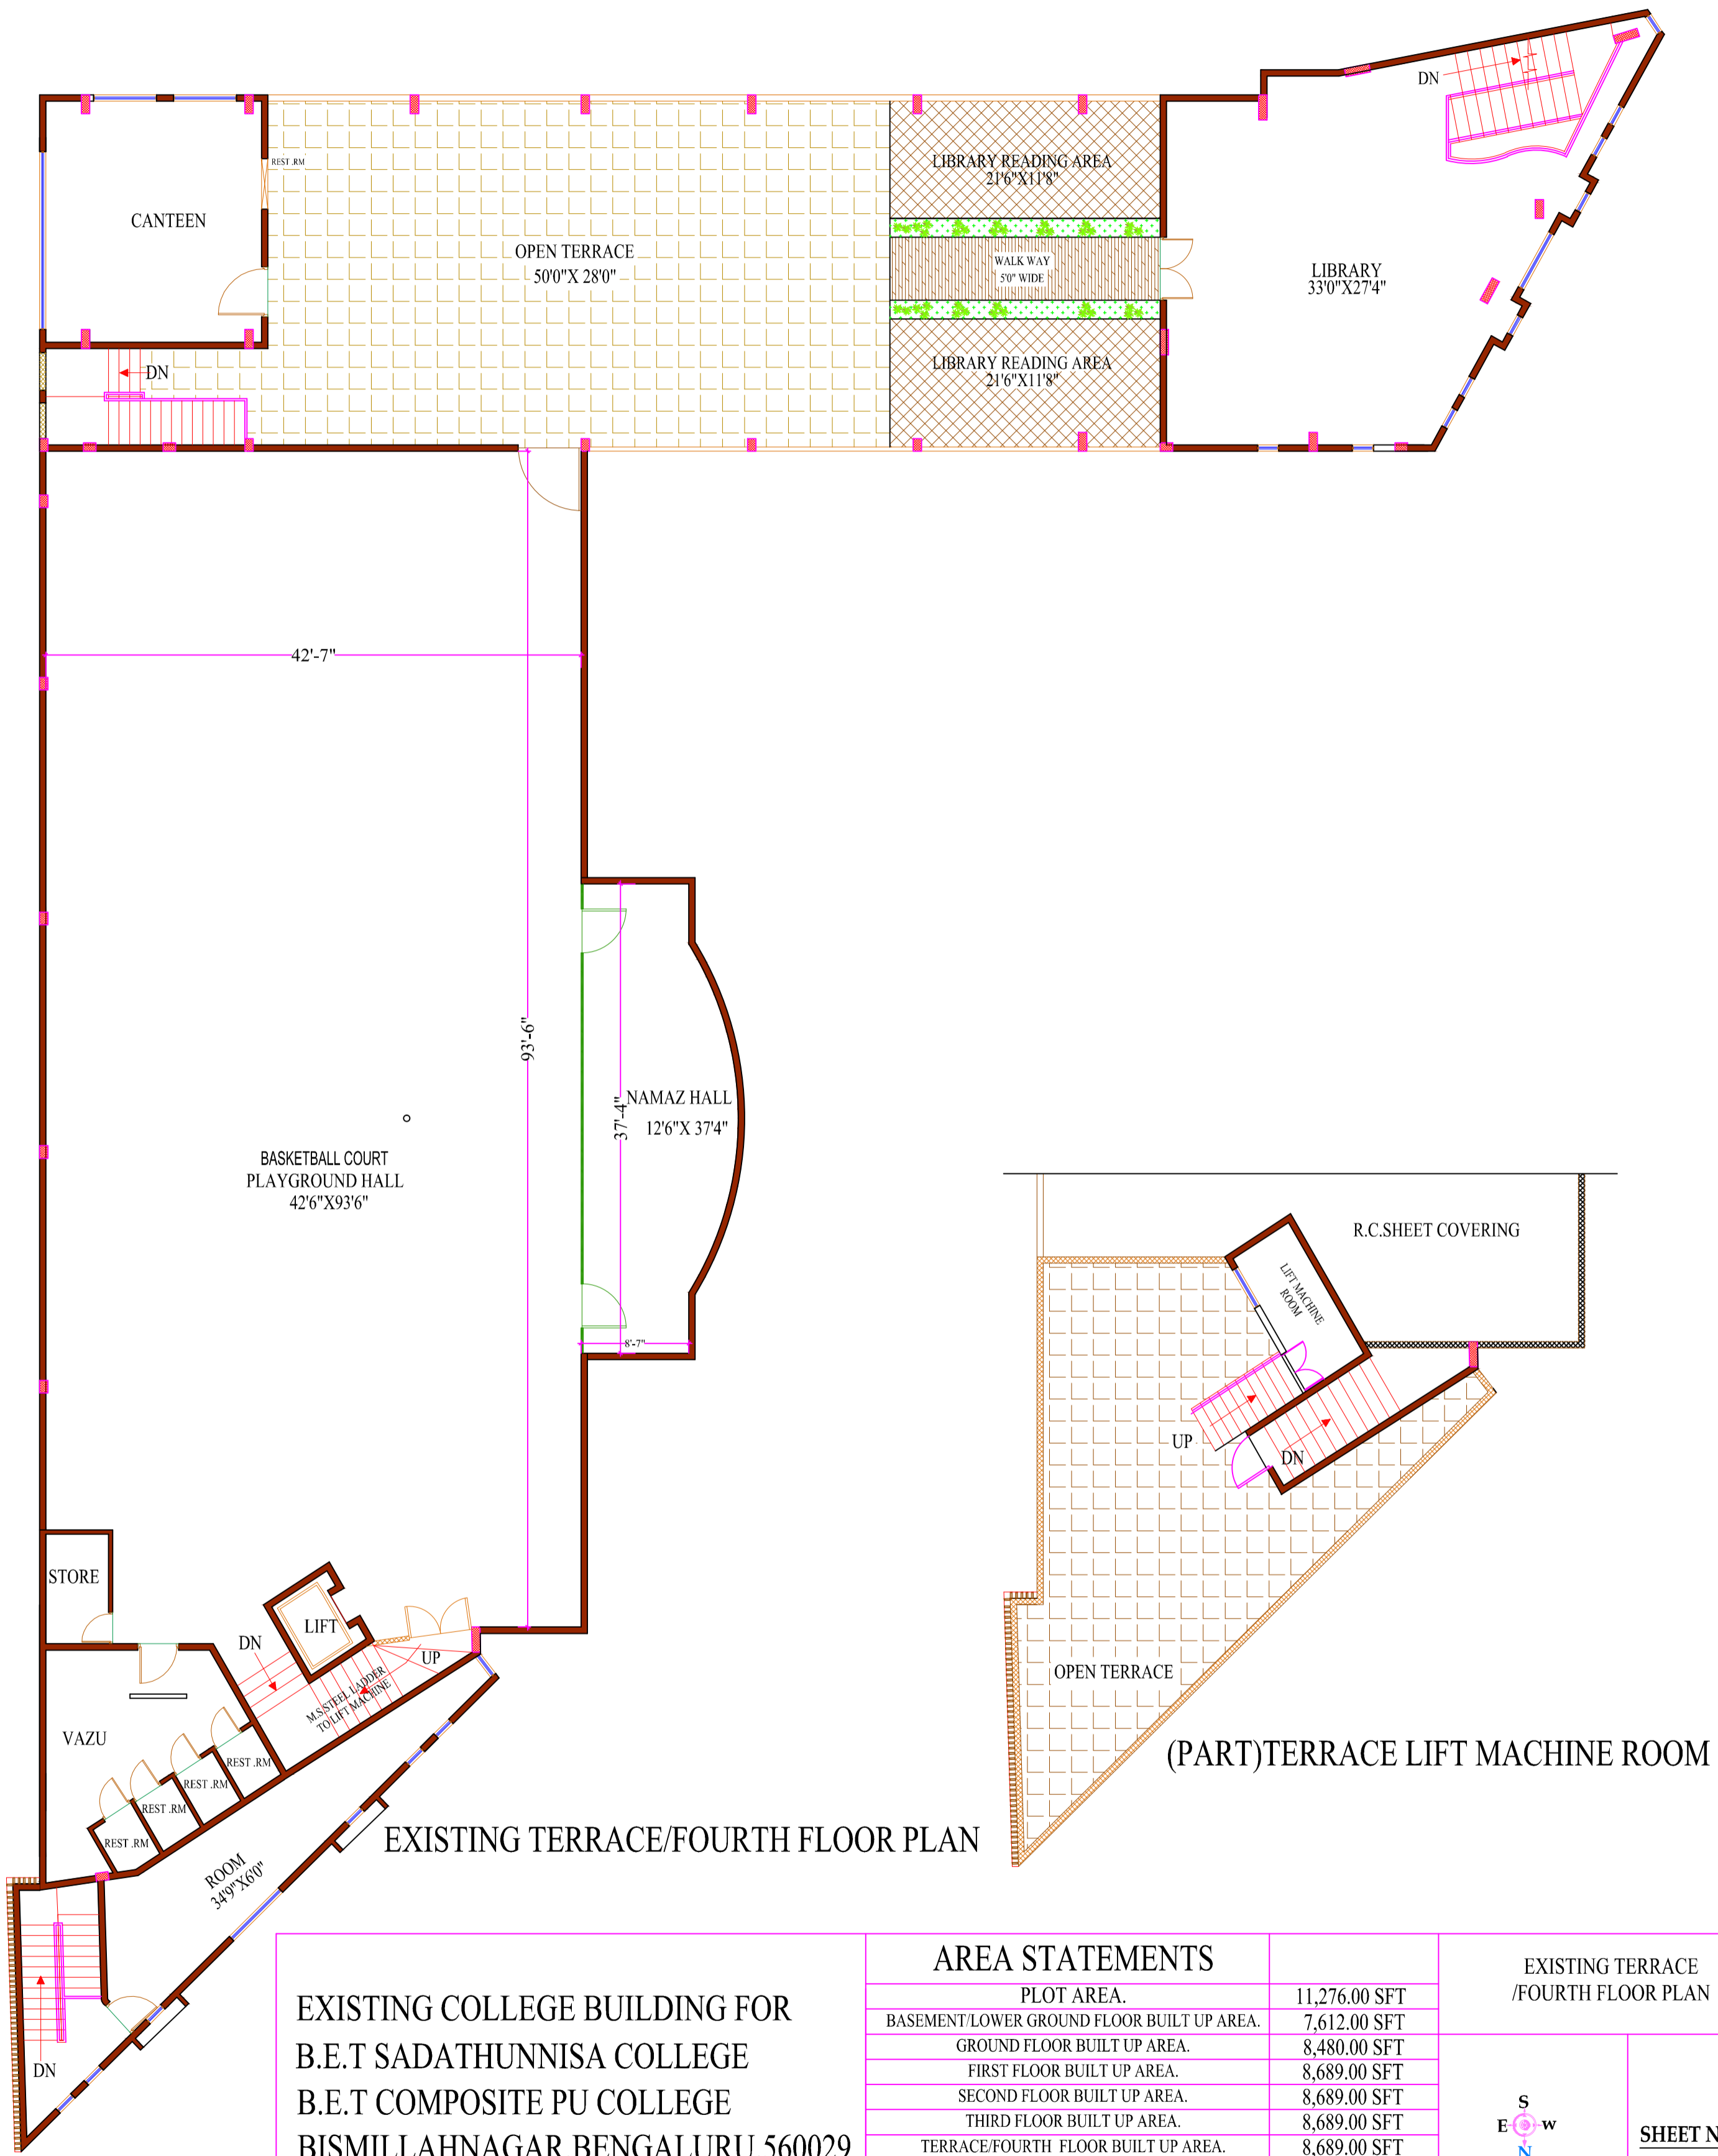 DN
REST .RM
CANTEEN
LIBRARY READING AREA
21'6"X11'8"
OPEN TERRACE
50'0"X 28'0"
WALK WAY
5'0" WIDE
LIBRARY
33'0"X27'4"
LIBRARY READING AREA
21'6"X11'8"
DN
42'-7"
93'-6"
37'-4"
NAMAZ HALL
12'6"X 37'4"
BASKETBALL COURT
PLAYGROUND HALL
42'6"X93'6"
8'-7"
STORE
LIFT
DN
UP
M.S.STEEL LADDER
TO LIFT MACHINE
VAZU
REST .RM
REST .RM
REST .RM
REST .RM
ROOM
34'9"X6'0"
DN
EXISTING TERRACE/FOURTH FLOOR PLAN
R.C.SHEET COVERING
LIFT MACHINE
ROOM
UP
DN
OPEN TERRACE
(PART)TERRACE LIFT MACHINE ROOM
EXISTING COLLEGE BUILDING FOR
B.E.T SADATHUNNISA COLLEGE
B.E.T COMPOSITE PU COLLEGE
BISMILLAHNAGAR BENGALURU 560029
AREA STATEMENTS
PLOT AREA. 11,276.00 SFT
BASEMENT/LOWER GROUND FLOOR BUILT UP AREA. 7,612.00 SFT
GROUND FLOOR BUILT UP AREA. 8,480.00 SFT
FIRST FLOOR BUILT UP AREA. 8,689.00 SFT
SECOND FLOOR BUILT UP AREA. 8,689.00 SFT
THIRD FLOOR BUILT UP AREA. 8,689.00 SFT
TERRACE/FOURTH FLOOR BUILT UP AREA. 8,689.00 SFT
EXISTING TERRACE
/FOURTH FLOOR PLAN
S
E W
N
SHEET N